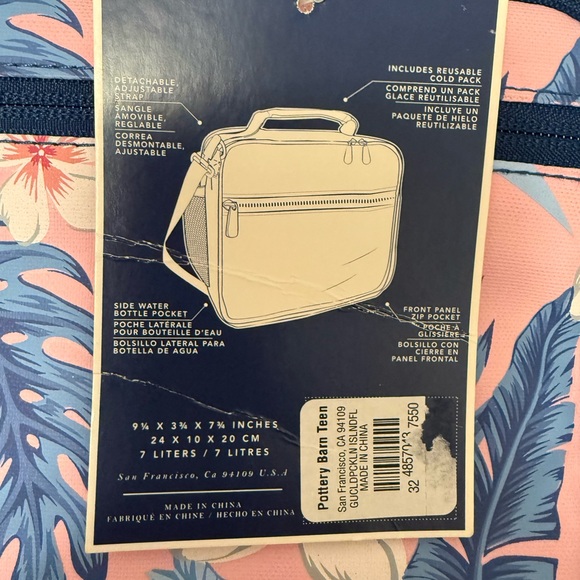 DETACHABLE,
ADJUSTABLE
STRAP
SANGLE
AMOVIBLE,
RÉGLABLE
CORREA
DESMONTABLE,
AJUSTABLE
INCLUDES REUSABLE
COLD PACK
COMPREND UN PACK
GLACE RÉUTILISABLE
INCLUYE UN
PAQUETE DE HIELO
REUTILIZABLE
SIDE WATER
BOTTLE POCKET
POCHE LATÉRALE
POUR BOUTEILLE D'EAU
BOLSILLO LATERAL PARA
BOTELLA DE AGUA
FRONT PANEL
ZIP POCKET
POCHE À
GLISSIÈRE
BOLSILLO CON
CIERRE EN
PANEL FRONTAL
9¼ X 3¾ X 7¾ INCHES
24 X 10 X 20 CM
7 LITERS / 7 LITRES
San Francisco, Ca 94109 U.S.A
MADE IN CHINA
FABRIQUÉ EN CHINE / HECHO EN CHINA
Pottery Barn Teen
San Francisco, CA 94109
GUCLDPCKLN ISLNDFL
MADE IN CHINA
32 7550